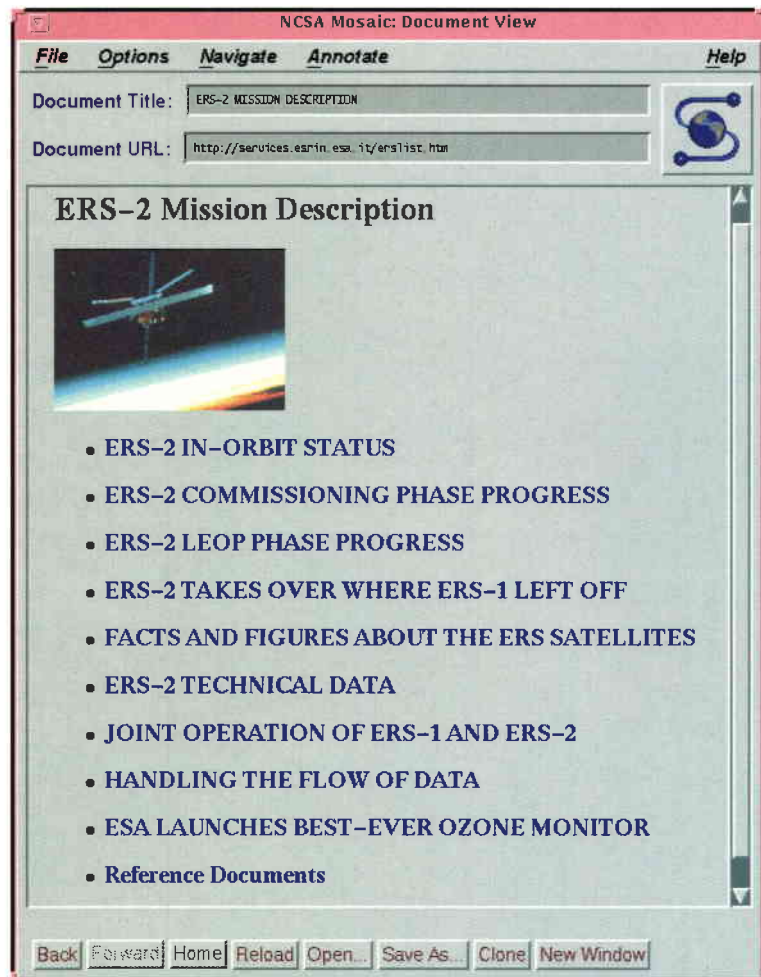 NCSA Mosaic: Document View
File Options Navigate Annotate Help
Document Title: ERS-2 MISSION DESCRIPTION
Document URL: http://services.esrin.esa.it/erslist.htm
ERS-2 Mission Description
• ERS-2 IN-ORBIT STATUS
• ERS-2 COMMISSIONING PHASE PROGRESS
• ERS-2 LEOP PHASE PROGRESS
• ERS-2 TAKES OVER WHERE ERS-1 LEFT OFF
• FACTS AND FIGURES ABOUT THE ERS SATELLITES
• ERS-2 TECHNICAL DATA
• JOINT OPERATION OF ERS-1 AND ERS-2
• HANDLING THE FLOW OF DATA
• ESA LAUNCHES BEST-EVER OZONE MONITOR
• Reference Documents
Back Forward Home Reload Open... Save As... Clone New Window